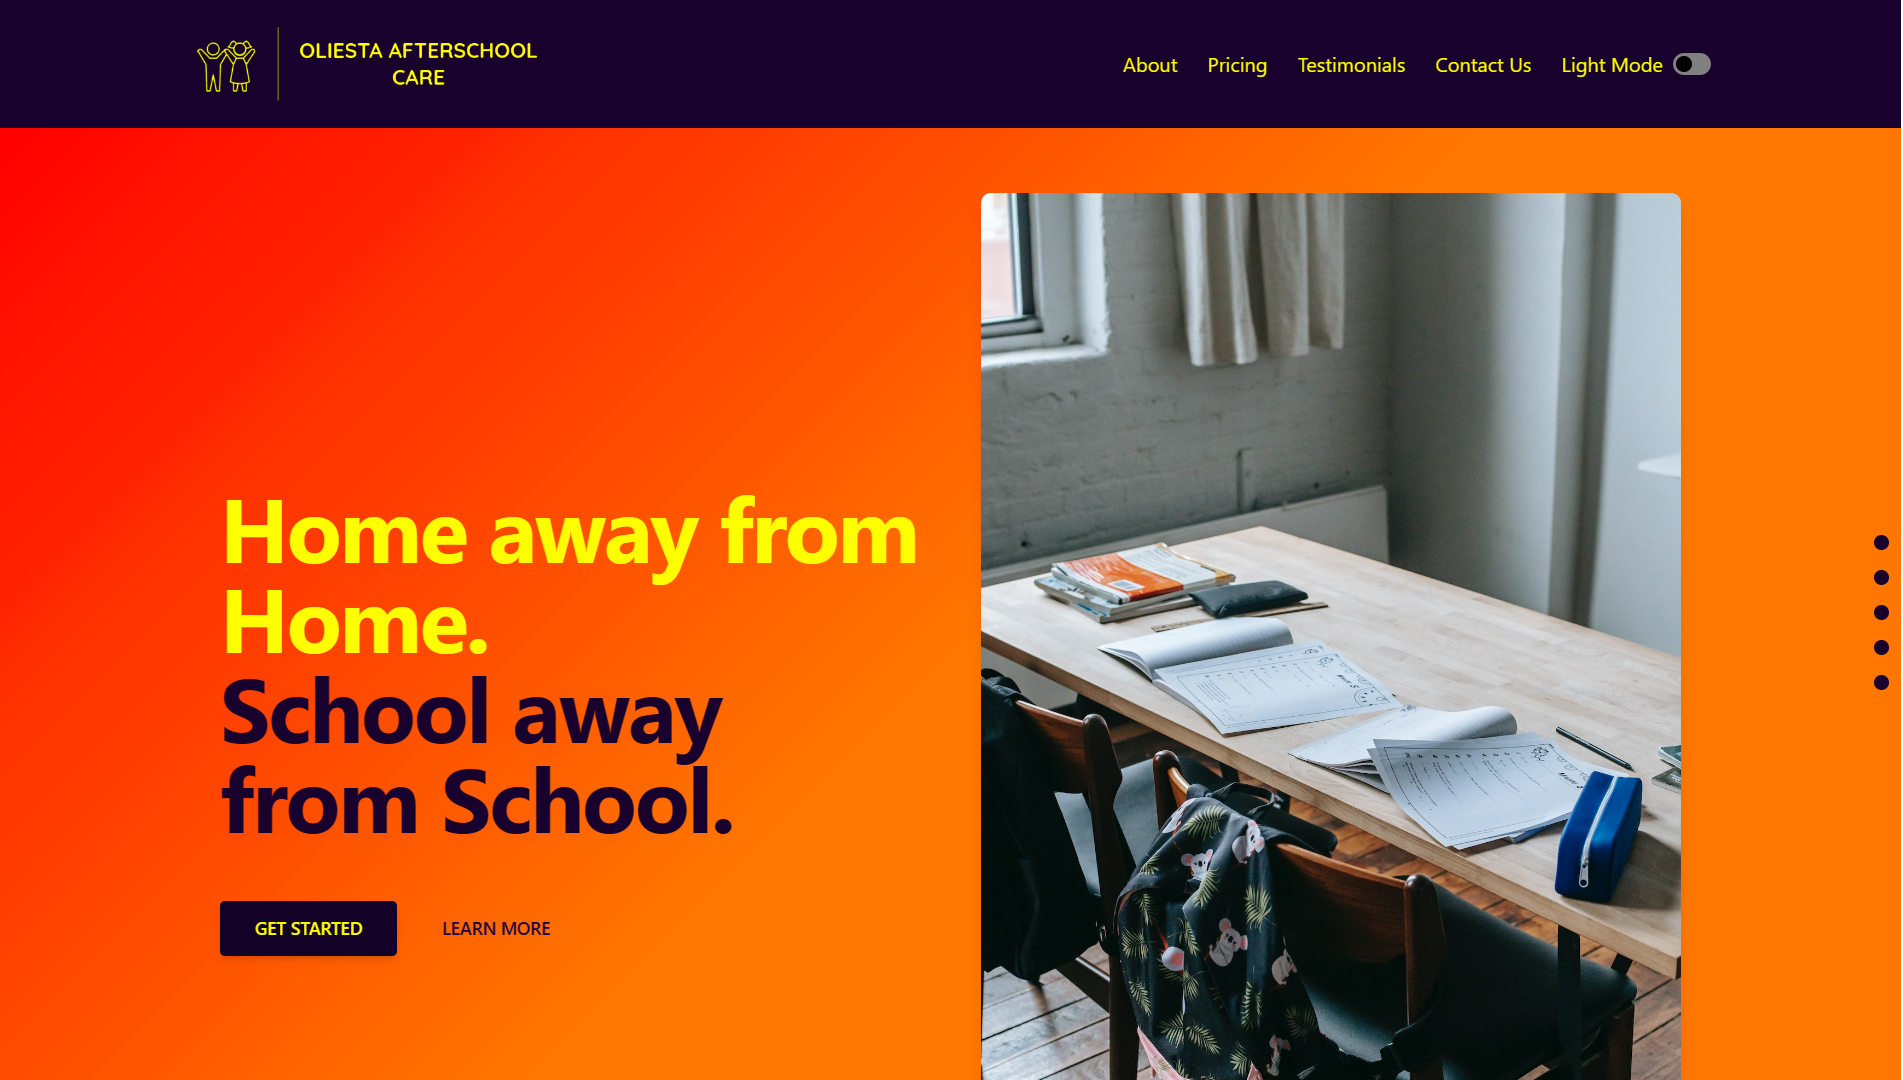 OLIESTA AFTERSCHOOL
CARE
About
Pricing
Testimonials
Contact Us
Light Mode
Home away from
Home.
School away
from School.
GET STARTED
LEARN MORE